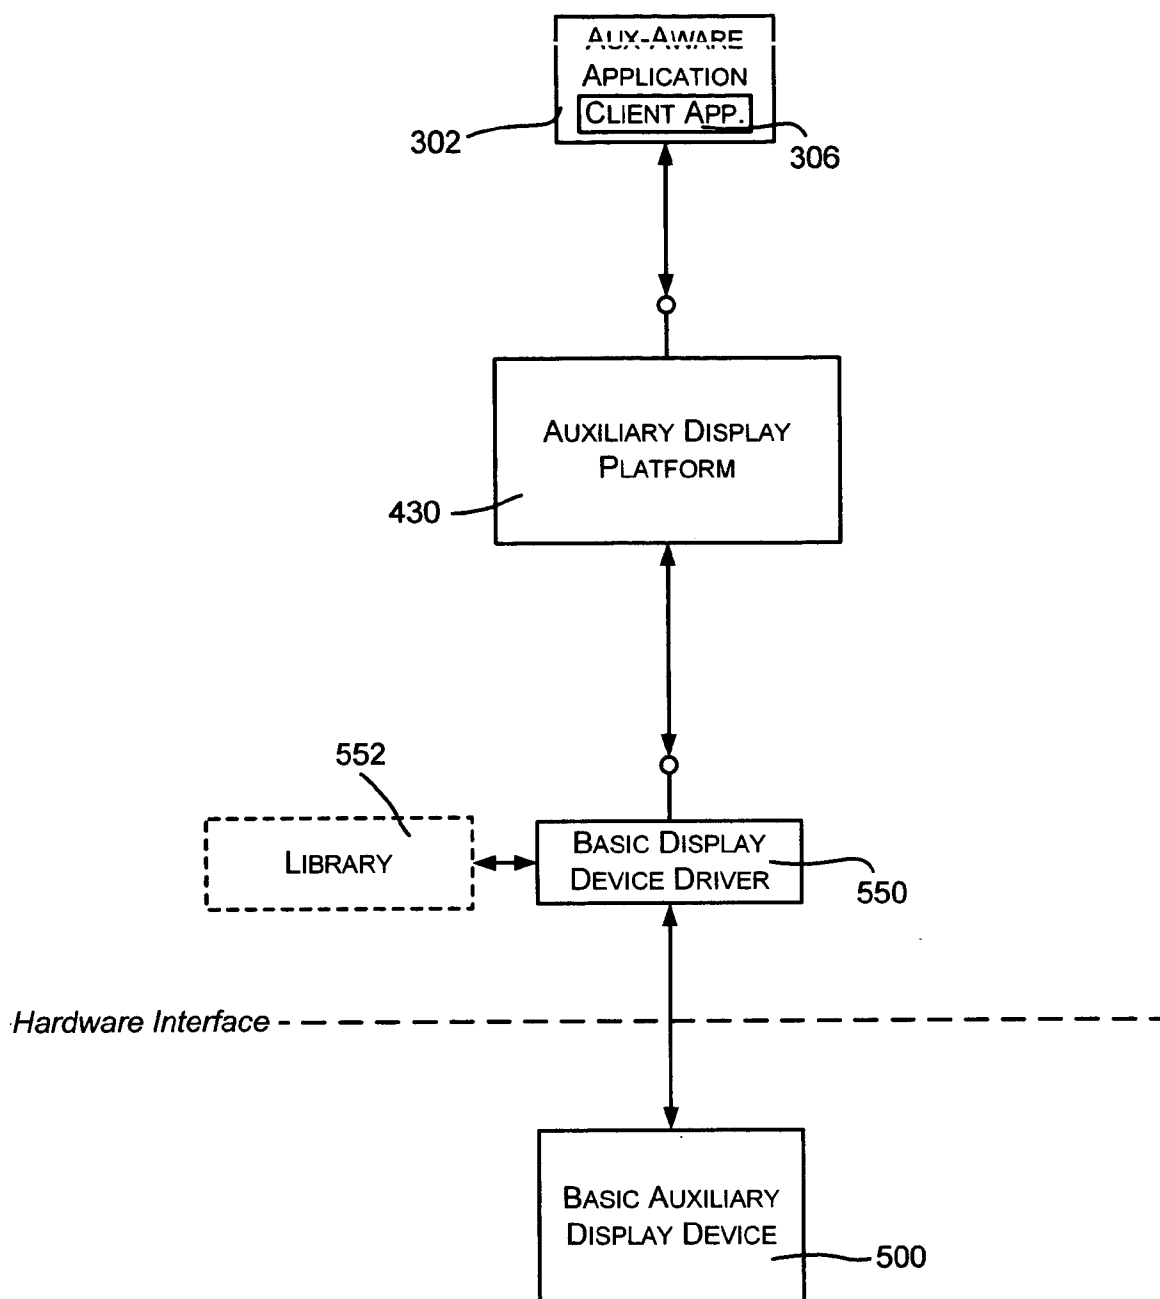 AUX-AWARE
APPLICATION
CLIENT APP.
302
306
AUXILIARY DISPLAY
PLATFORM
430
552
LIBRARY
BASIC DISPLAY
DEVICE DRIVER
550
Hardware Interface
BASIC AUXILIARY
DISPLAY DEVICE
500